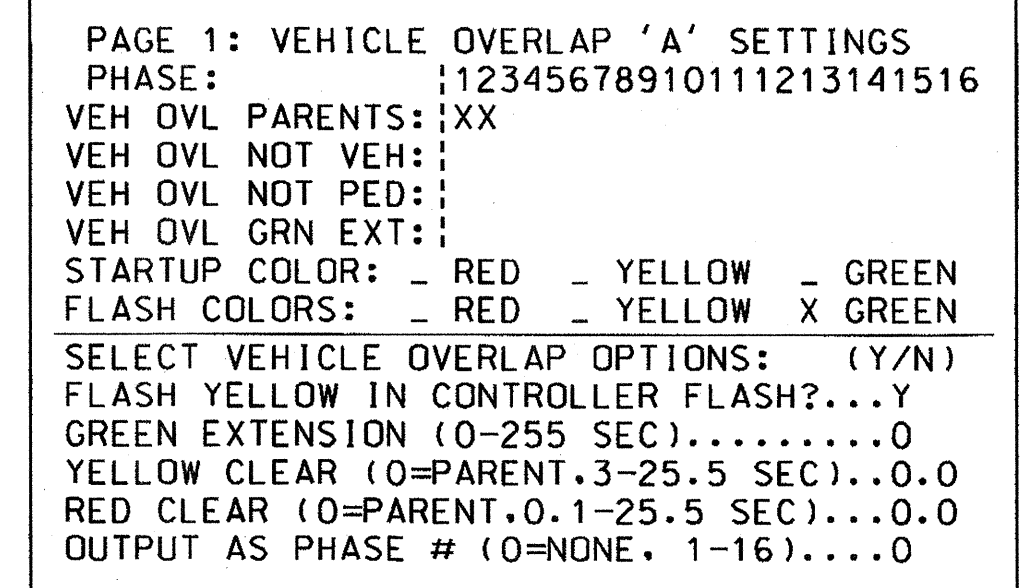 PAGE 1: VEHICLE OVERLAP 'A' SETTINGS
PHASE: ¦12345678910111213141516
VEH OVL PARENTS:¦XX
VEH OVL NOT VEH:¦
VEH OVL NOT PED:¦
VEH OVL GRN EXT:¦
STARTUP COLOR: _ RED _ YELLOW _ GREEN
FLASH COLORS: _ RED _ YELLOW X GREEN
SELECT VEHICLE OVERLAP OPTIONS: (Y/N)
FLASH YELLOW IN CONTROLLER FLASH?...Y
GREEN EXTENSION (0-255 SEC).........0
YELLOW CLEAR (0=PARENT.3-25.5 SEC)..0.0
RED CLEAR (0=PARENT.0.1-25.5 SEC)...0.0
OUTPUT AS PHASE # (0=NONE. 1-16)....0